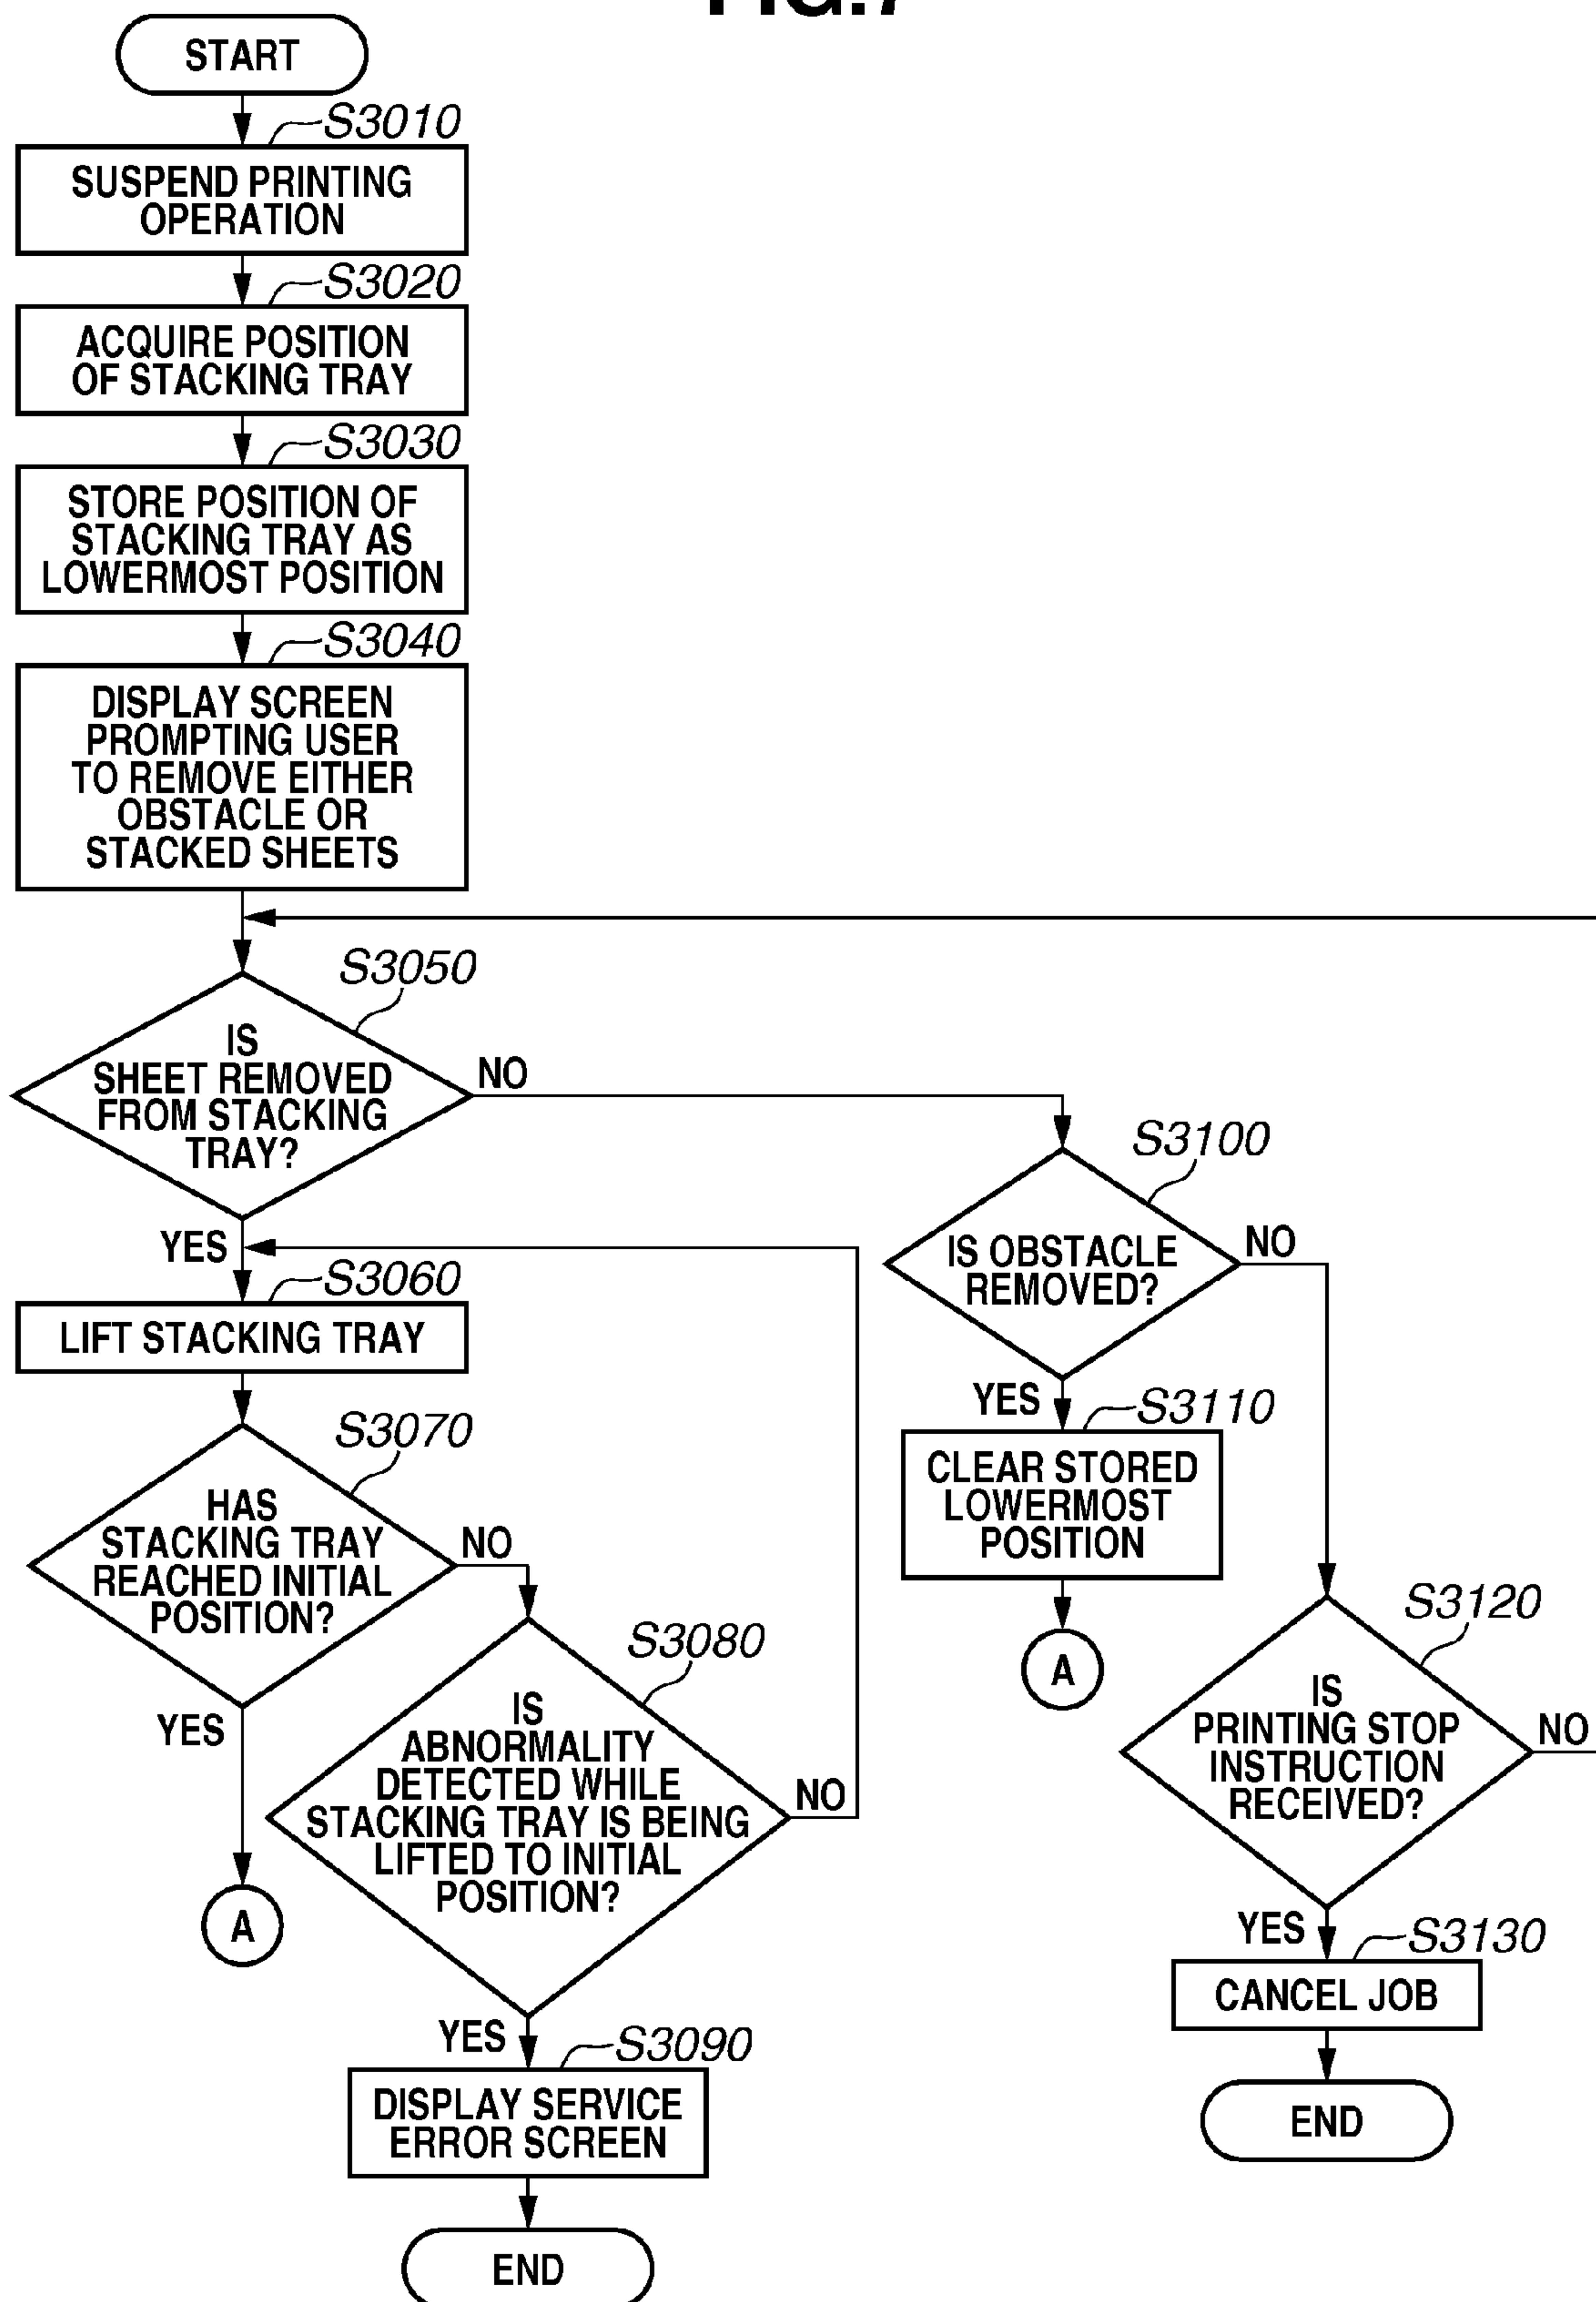 START
S3010
SUSPEND PRINTING
OPERATION
S3020
ACQUIRE POSITION
OF STACKING TRAY
S3030
STORE POSITION OF
STACKING TRAY AS
LOWERMOST POSITION
S3040
DISPLAY SCREEN
PROMPTING USER
TO REMOVE EITHER
OBSTACLE OR
STACKED SHEETS
S3050
IS
SHEET REMOVED
FROM STACKING
TRAY?
NO
YES
S3060
LIFT STACKING TRAY
S3070
HAS
STACKING TRAY
REACHED INITIAL
POSITION?
NO
YES
A
S3080
IS
ABNORMALITY
DETECTED WHILE
STACKING TRAY IS BEING
LIFTED TO INITIAL
POSITION?
NO
YES
S3090
DISPLAY SERVICE
ERROR SCREEN
END
S3100
IS OBSTACLE
REMOVED?
NO
YES
S3110
CLEAR STORED
LOWERMOST
POSITION
A
S3120
IS
PRINTING STOP
INSTRUCTION
RECEIVED?
NO
YES
S3130
CANCEL JOB
END